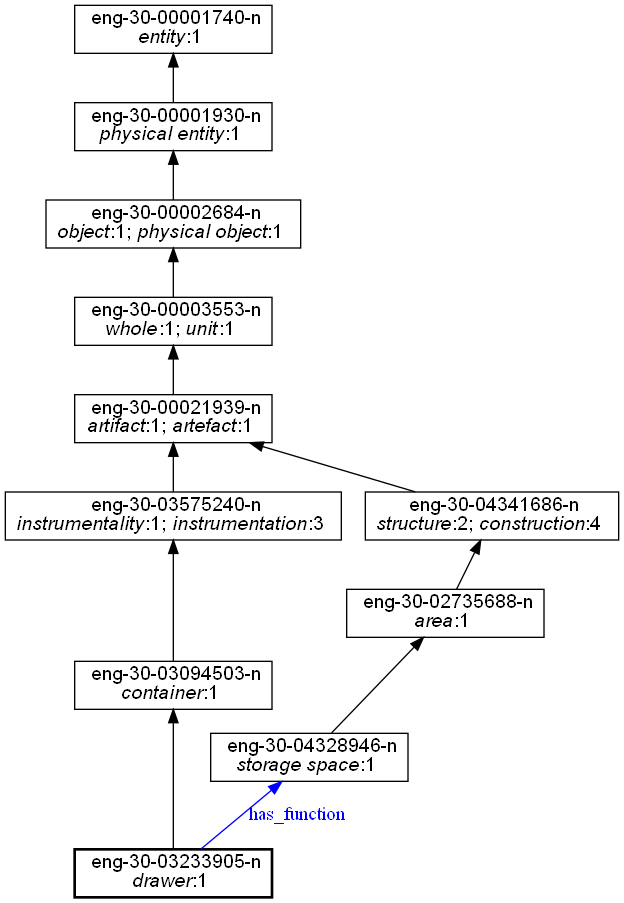 eng-30-00001740-n
entity:1
eng-30-00001930-n
physical entity:1
eng-30-00002684-n
object:1; physical object:1
eng-30-00003553-n
whole:1; unit:1
eng-30-00021939-n
artifact:1; artefact:1
eng-30-03575240-n
instrumentality:1; instrumentation:3
eng-30-04341686-n
structure:2; construction:4
eng-30-02735688-n
area:1
eng-30-03094503-n
container:1
eng-30-04328946-n
storage space:1
has_function
eng-30-03233905-n
drawer:1